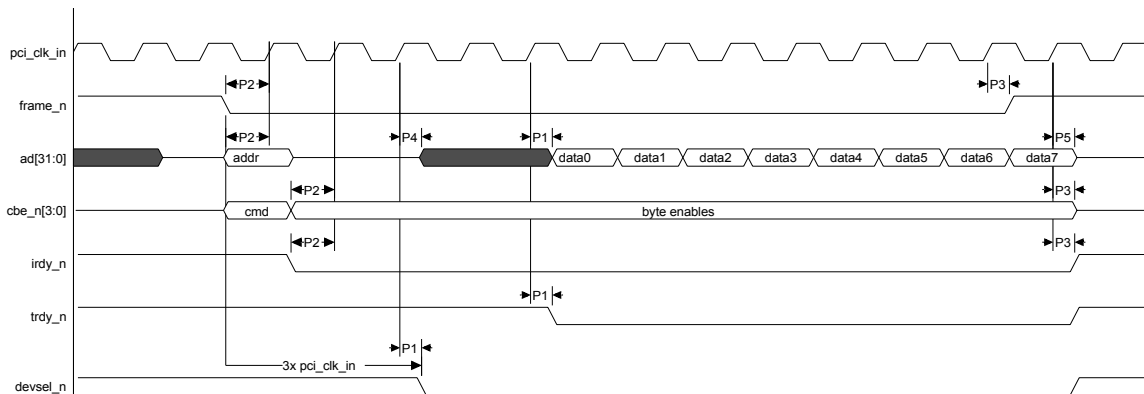 pci_clk_in
P2
P3
frame_n
P2
P4
P1
P5
ad[31:0]
addr
data0
data1
data2
data3
data4
data5
data6
data7
P2
P3
cbe_n[3:0]
cmd
byte enables
P2
P3
irdy_n
P1
trdy_n
P1
3x pci_clk_in
devsel_n